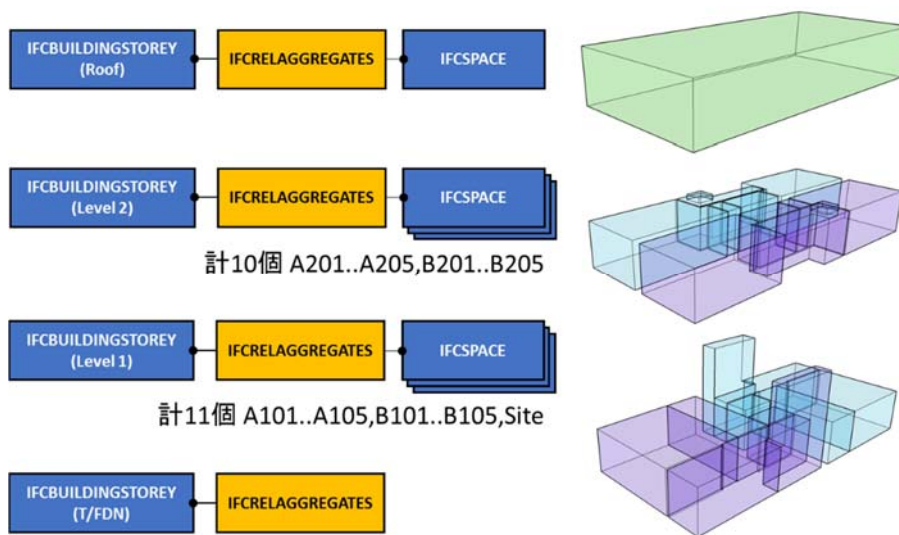 IFCBUILDINGSTOREY
(Roof)
IFCRELAGGREGATES
IFCSPACE
IFCBUILDINGSTOREY
(Level 2)
IFCRELAGGREGATES
IFCSPACE
計10個 A201..A205,B201..B205
IFCBUILDINGSTOREY
(Level 1)
IFCRELAGGREGATES
IFCSPACE
計11個 A101..A105,B101..B105,Site
IFCBUILDINGSTOREY
(T/FDN)
IFCRELAGGREGATES